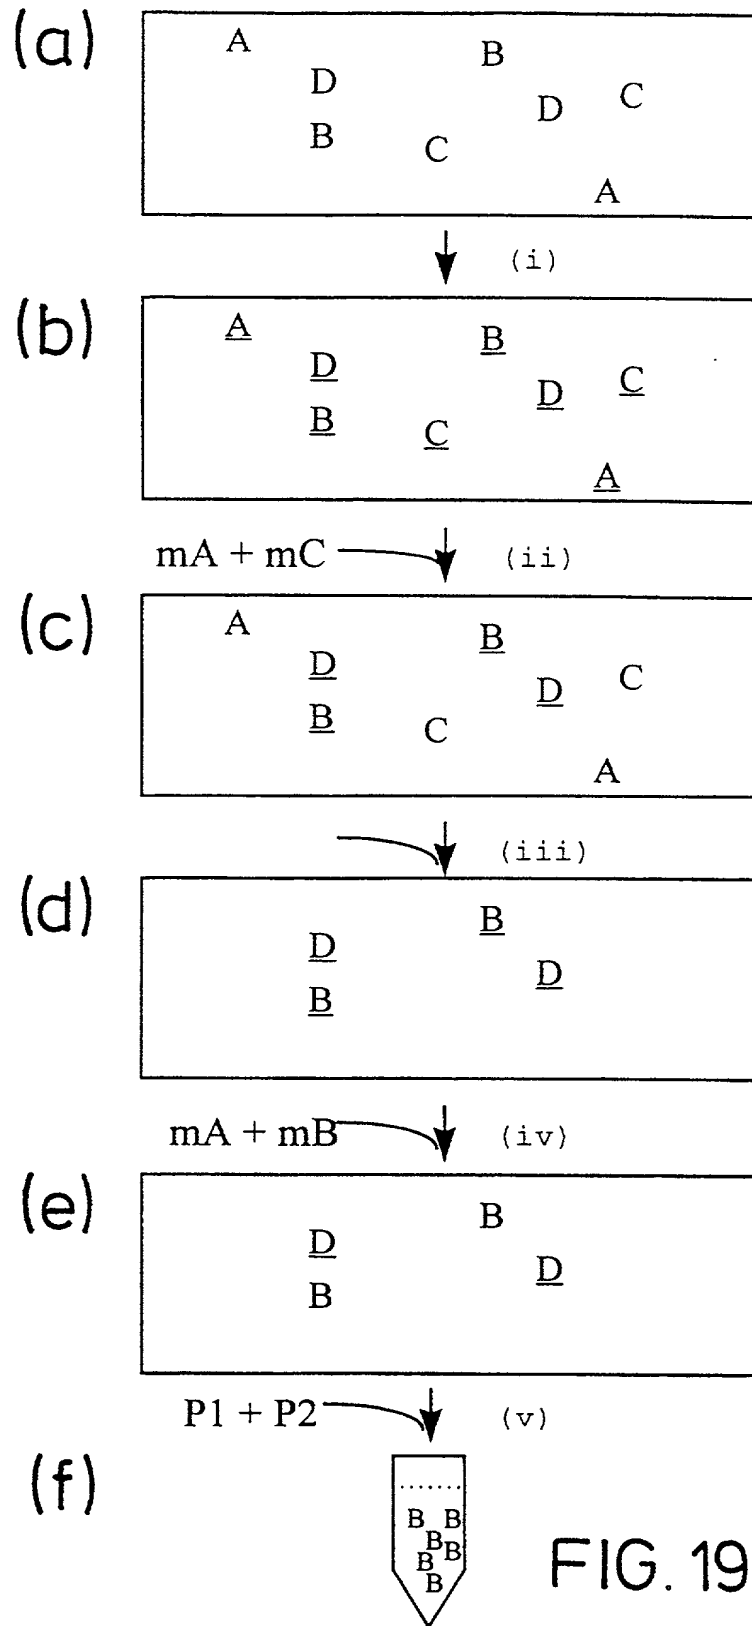 (a)
A B
D C
D
B C
A
(i)
(b)
A B
D C
D
B C
A
mA + mC (ii)
(c)
A B
D C
D
B C
A
(iii)
(d)
B
D
D
B
mA + mB (iv)
(e)
B
D
D
B
P1 + P2 (v)
(f)
B B
B
B
B
B
FIG. 19